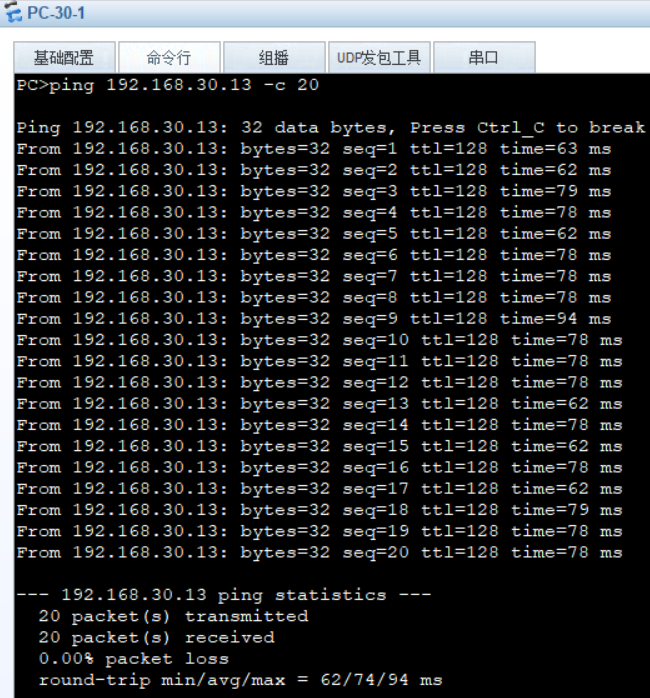 PC-30-1
基础配置 命令行 组播 UDP发包工具 串口
PC>ping 192.168.30.13 -c 20
Ping 192.168.30.13: 32 data bytes, Press Ctrl_C to break
From 192.168.30.13: bytes=32 seq=1 ttl=128 time=63 ms
From 192.168.30.13: bytes=32 seq=2 ttl=128 time=62 ms
From 192.168.30.13: bytes=32 seq=3 ttl=128 time=79 ms
From 192.168.30.13: bytes=32 seq=4 ttl=128 time=78 ms
From 192.168.30.13: bytes=32 seq=5 ttl=128 time=62 ms
From 192.168.30.13: bytes=32 seq=6 ttl=128 time=78 ms
From 192.168.30.13: bytes=32 seq=7 ttl=128 time=78 ms
From 192.168.30.13: bytes=32 seq=8 ttl=128 time=78 ms
From 192.168.30.13: bytes=32 seq=9 ttl=128 time=94 ms
From 192.168.30.13: bytes=32 seq=10 ttl=128 time=78 ms
From 192.168.30.13: bytes=32 seq=11 ttl=128 time=78 ms
From 192.168.30.13: bytes=32 seq=12 ttl=128 time=78 ms
From 192.168.30.13: bytes=32 seq=13 ttl=128 time=62 ms
From 192.168.30.13: bytes=32 seq=14 ttl=128 time=78 ms
From 192.168.30.13: bytes=32 seq=15 ttl=128 time=62 ms
From 192.168.30.13: bytes=32 seq=16 ttl=128 time=78 ms
From 192.168.30.13: bytes=32 seq=17 ttl=128 time=62 ms
From 192.168.30.13: bytes=32 seq=18 ttl=128 time=79 ms
From 192.168.30.13: bytes=32 seq=19 ttl=128 time=78 ms
From 192.168.30.13: bytes=32 seq=20 ttl=128 time=78 ms
--- 192.168.30.13 ping statistics ---
20 packet(s) transmitted
20 packet(s) received
0.00% packet loss
round-trip min/avg/max = 62/74/94 ms